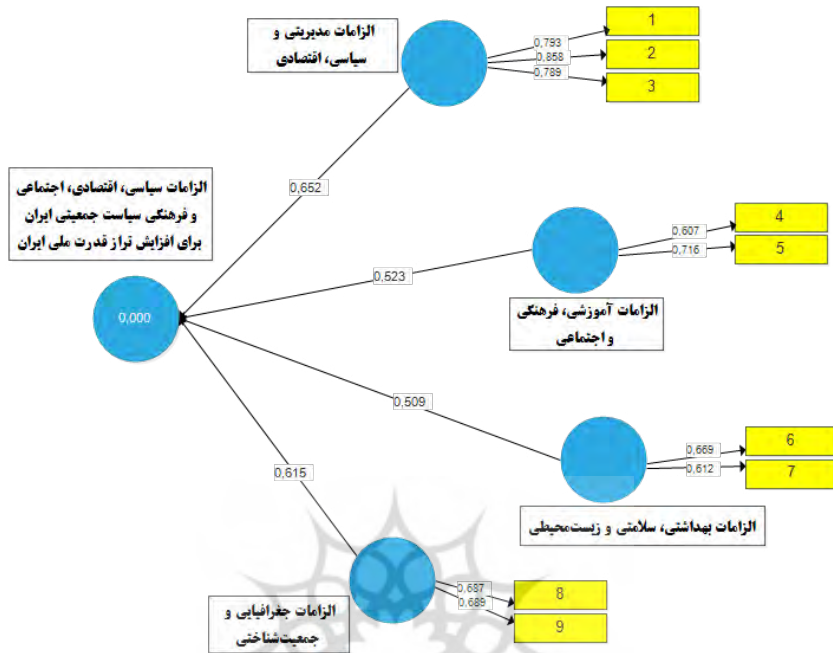 الزامات مدیریتی و
سیاسی، اقتصادی
0,793
1
0,858
2
0,789
3
0,652
الزامات سیاسی، اقتصادی، اجتماعی
و فرهنگی سیاست جمعیتی ایران
برای افزایش تراز قدرت ملی ایران
0,000
0,523
0,607
4
0,716
5
الزامات آموزشی، فرهنگی
و اجتماعی
0,509
0,669
6
0,612
7
الزامات بهداشتی، سلامتی و زیست‌محیطی
0,615
الزامات جغرافیایی و
جمعیت‌شناختی
0,687
8
0,689
9